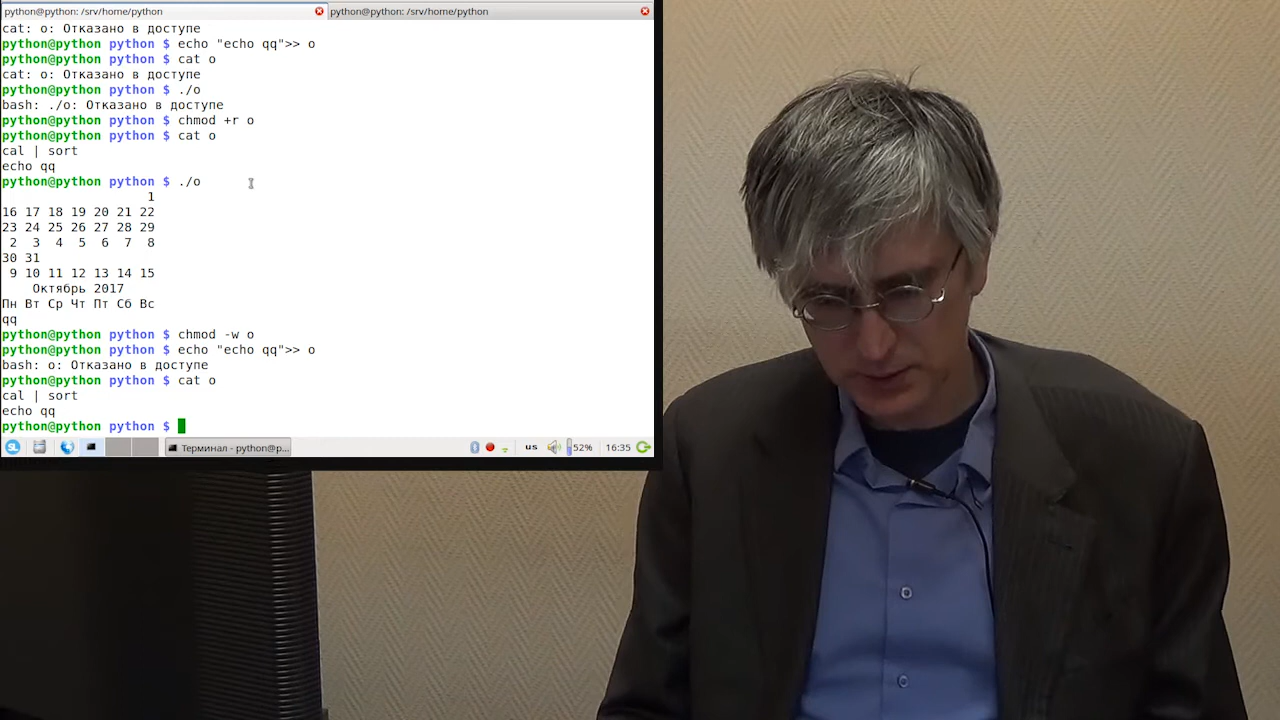 python@python: /srv/home/python
python@python: /srv/home/python
cat: o: Отказано в доступе
python@python python $ echo "echo qq">> o
python@python python $ cat o
cat: o: Отказано в доступе
python@python python $ ./o
bash: ./o: Отказано в доступе
python@python python $ chmod +r o
python@python python $ cat o
cal | sort
echo qq
python@python python $ ./o
1
16 17 18 19 20 21 22
23 24 25 26 27 28 29
2 3 4 5 6 7 8
30 31
9 10 11 12 13 14 15
Октябрь 2017
Пн Вт Ср Чт Пт Сб Вс
qq
python@python python $ chmod -w o
python@python python $ echo "echo qq">> o
bash: o: Отказано в доступе
python@python python $ cat o
cal | sort
echo qq
python@python python $
SL
Терминал - python@p...
us
52%
16:35